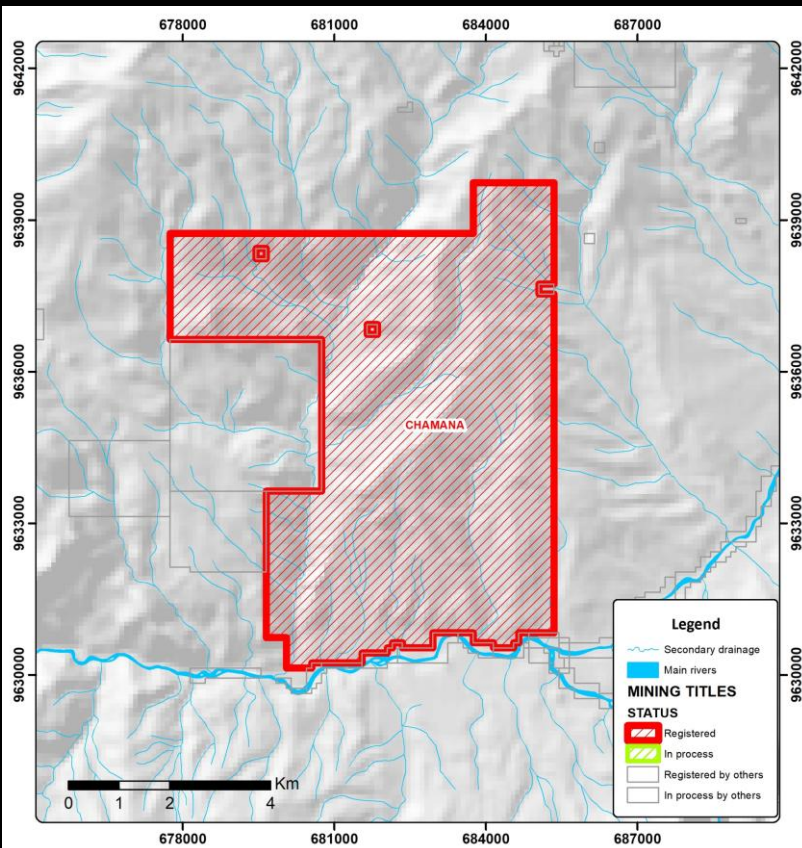 678000 681000 684000 687000
9642000 9642000
9639000 9639000
9636000 9636000
CHAMANA
9633000 9633000
9630000 9630000
Legend
Secondary drainage
Main rivers
MINING TITLES
STATUS
Registered
In process
Registered by others
In process by others
Km
0 1 2 4
678000 681000 684000 687000